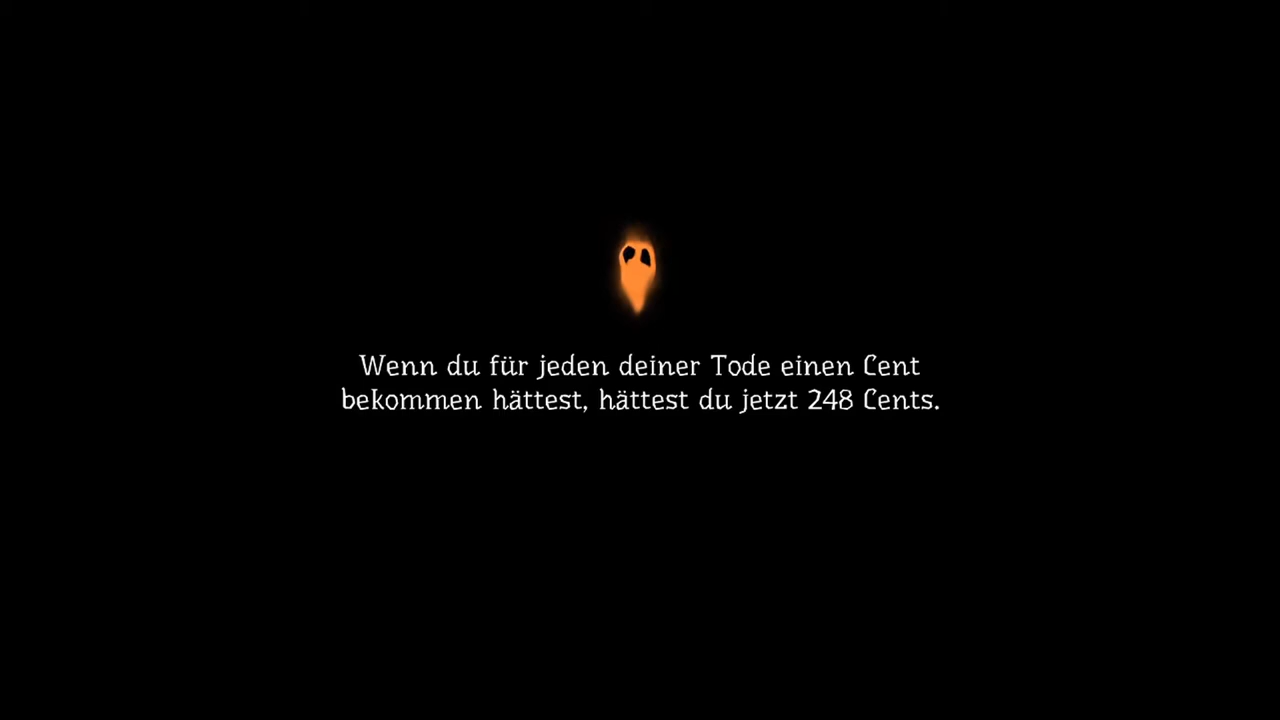 Wenn du für jeden deiner Tode einen Cent
bekommen hättest, hättest du jetzt 248 Cents.